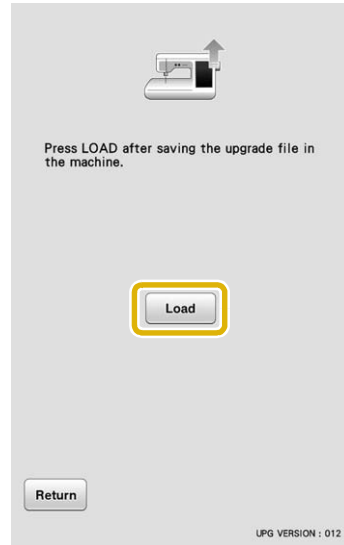 Press LOAD after saving the upgrade file in
the machine.
Load
Return
UPG VERSION : 012